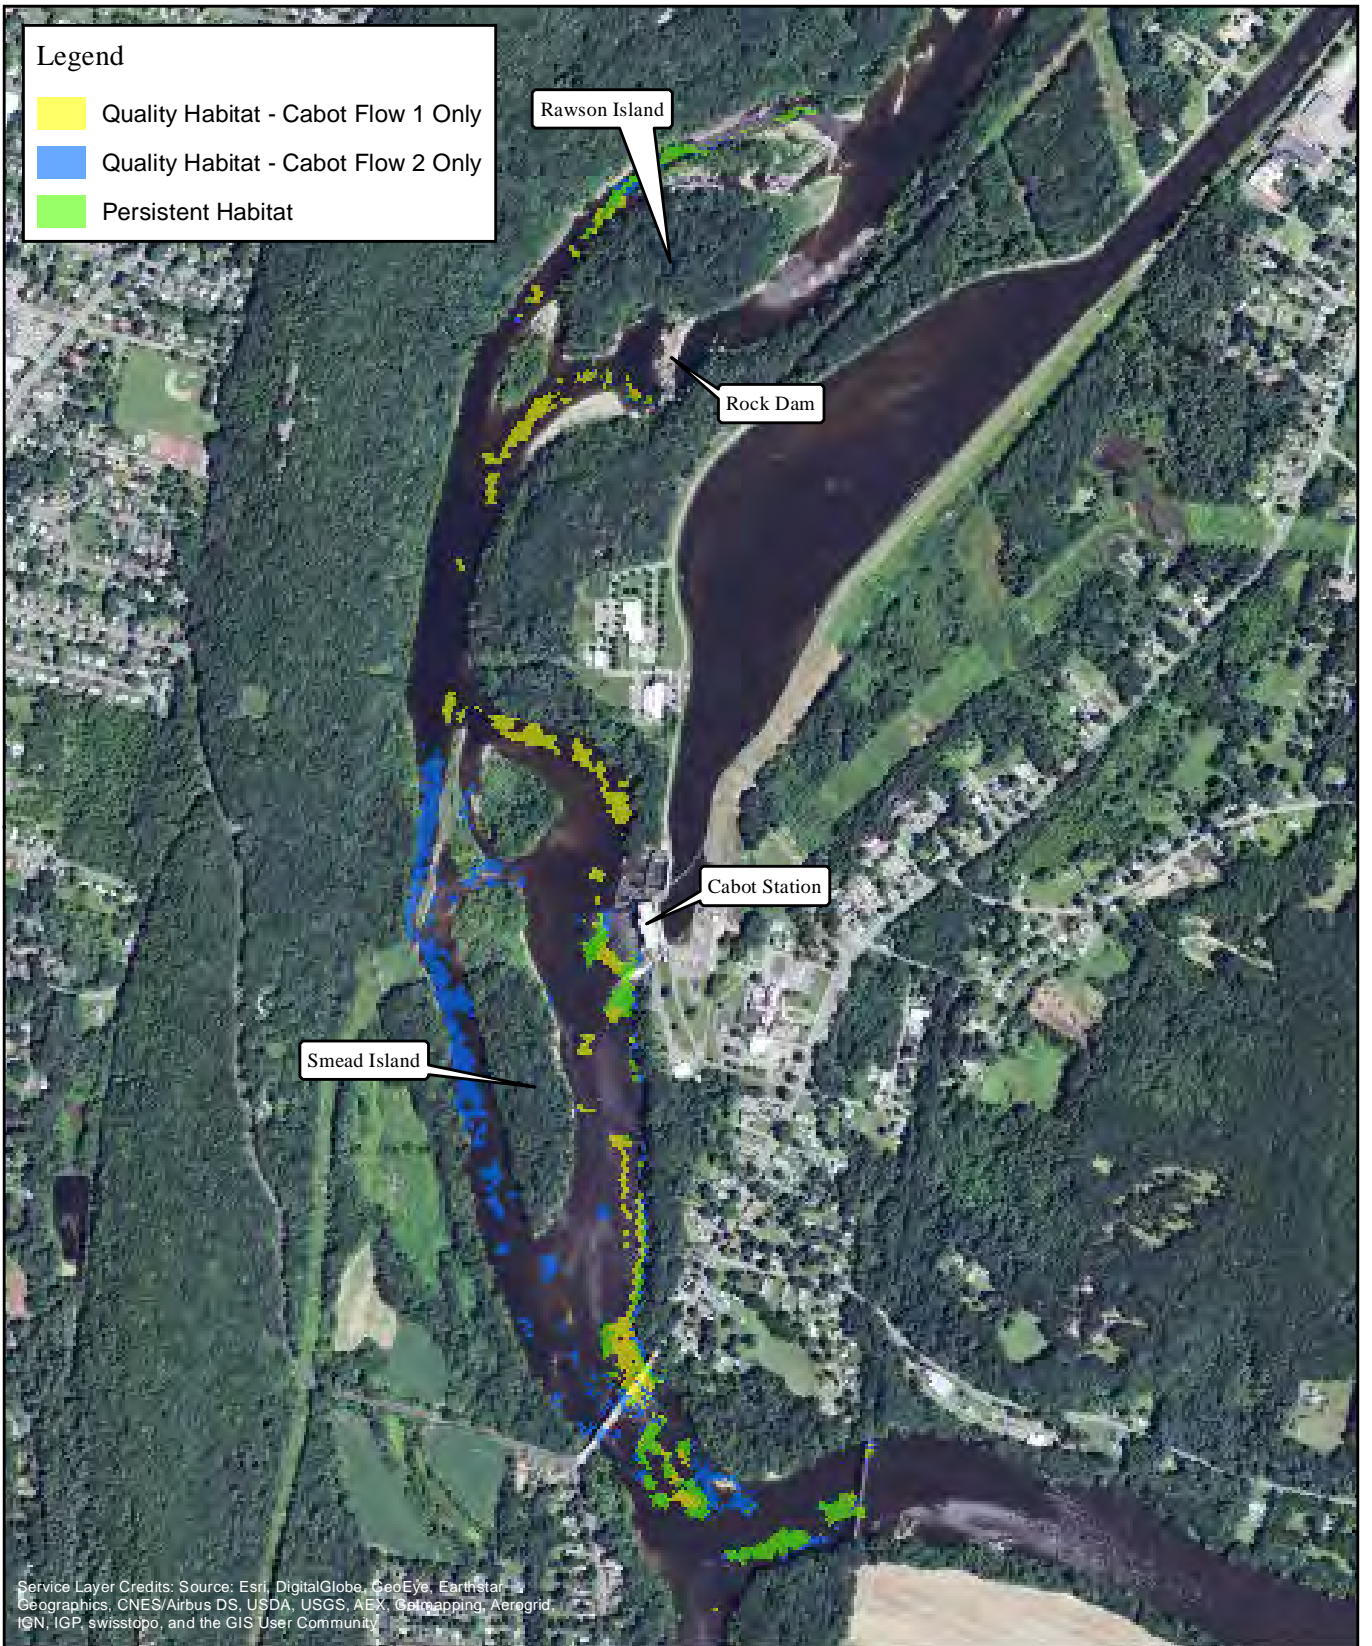 Legend
Quality Habitat - Cabot Flow 1 Only
Quality Habitat - Cabot Flow 2 Only
Persistent Habitat
Rawson Island
Rock Dam
Cabot Station
Smead Island
Service Layer Credits: Source: Esri, DigitalGlobe, GeoEye, Earthstar
Geographics, CNES/Airbus DS, USDA, USGS, AEX, Getmapping, Aerogrid,
IGN, IGP, swisstopo, and the GIS User Community